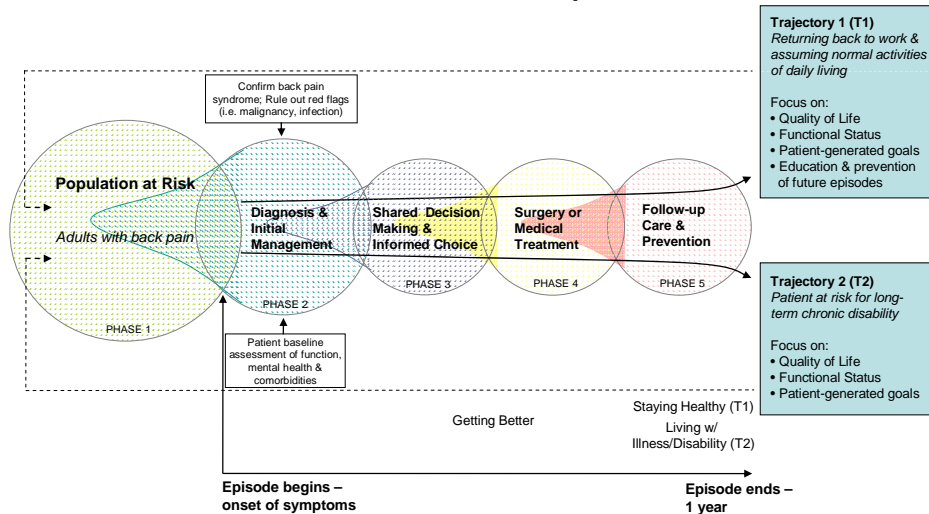 Confirm back pain
syndrome; Rule out red flags
(i.e. malignancy, infection)
Population at Risk
Adults with back pain
PHASE 1
Diagnosis &
Initial
Management
PHASE 2
Patient baseline
assessment of function,
mental health &
comorbidities
Shared Decision
Making &
Informed Choice
PHASE 3
Surgery or
Medical
Treatment
PHASE 4
Follow-up
Care &
Prevention
PHASE 5
Trajectory 1 (T1)
Returning back to work &
assuming normal activities
of daily living
Focus on:
• Quality of Life
• Functional Status
• Patient-generated goals
• Education & prevention
of future episodes
Trajectory 2 (T2)
Patient at risk for long-
term chronic disability
Focus on:
• Quality of Life
• Functional Status
• Patient-generated goals
Getting Better
Staying Healthy (T1)
Living w/
Illness/Disability (T2)
Episode begins –
onset of symptoms
Episode ends –
1 year